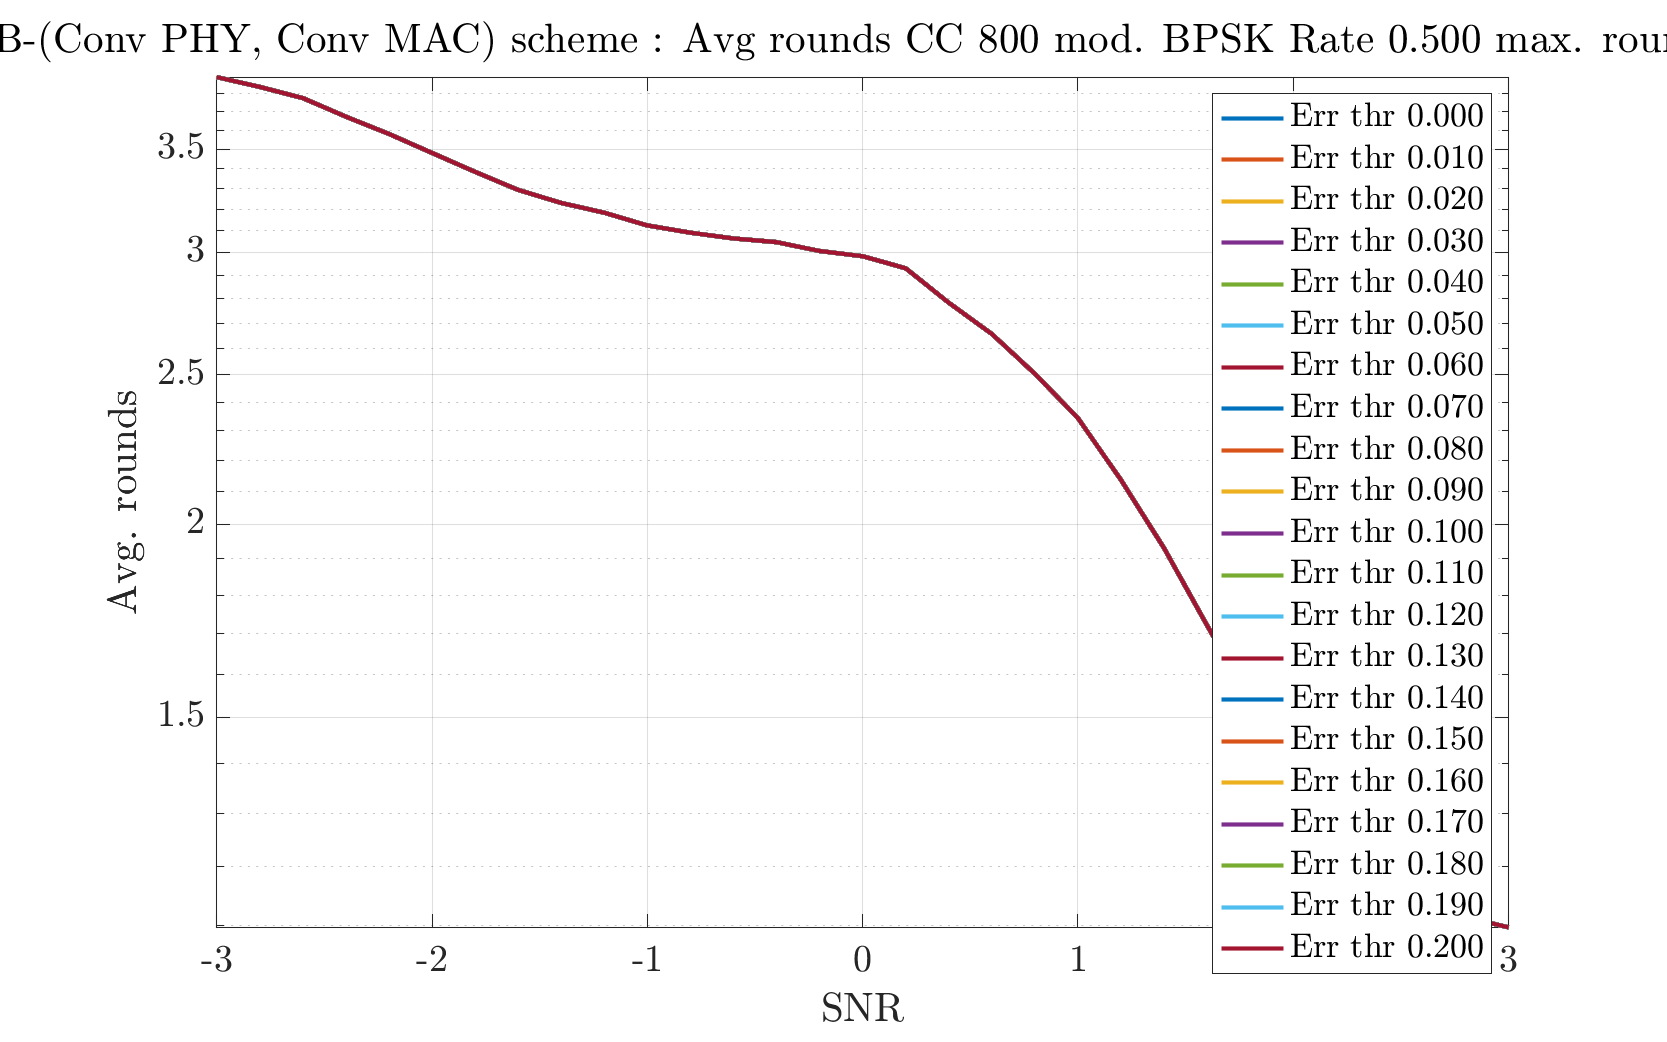 B-(Conv PHY, Conv MAC) scheme : Avg rounds CC 800 mod. BPSK Rate 0.500 max. roun
3.5
3
2.5
2
1.5
Avg. rounds
-3 -2 -1 0 1 3
SNR
Err thr 0.000
Err thr 0.010
Err thr 0.020
Err thr 0.030
Err thr 0.040
Err thr 0.050
Err thr 0.060
Err thr 0.070
Err thr 0.080
Err thr 0.090
Err thr 0.100
Err thr 0.110
Err thr 0.120
Err thr 0.130
Err thr 0.140
Err thr 0.150
Err thr 0.160
Err thr 0.170
Err thr 0.180
Err thr 0.190
Err thr 0.200